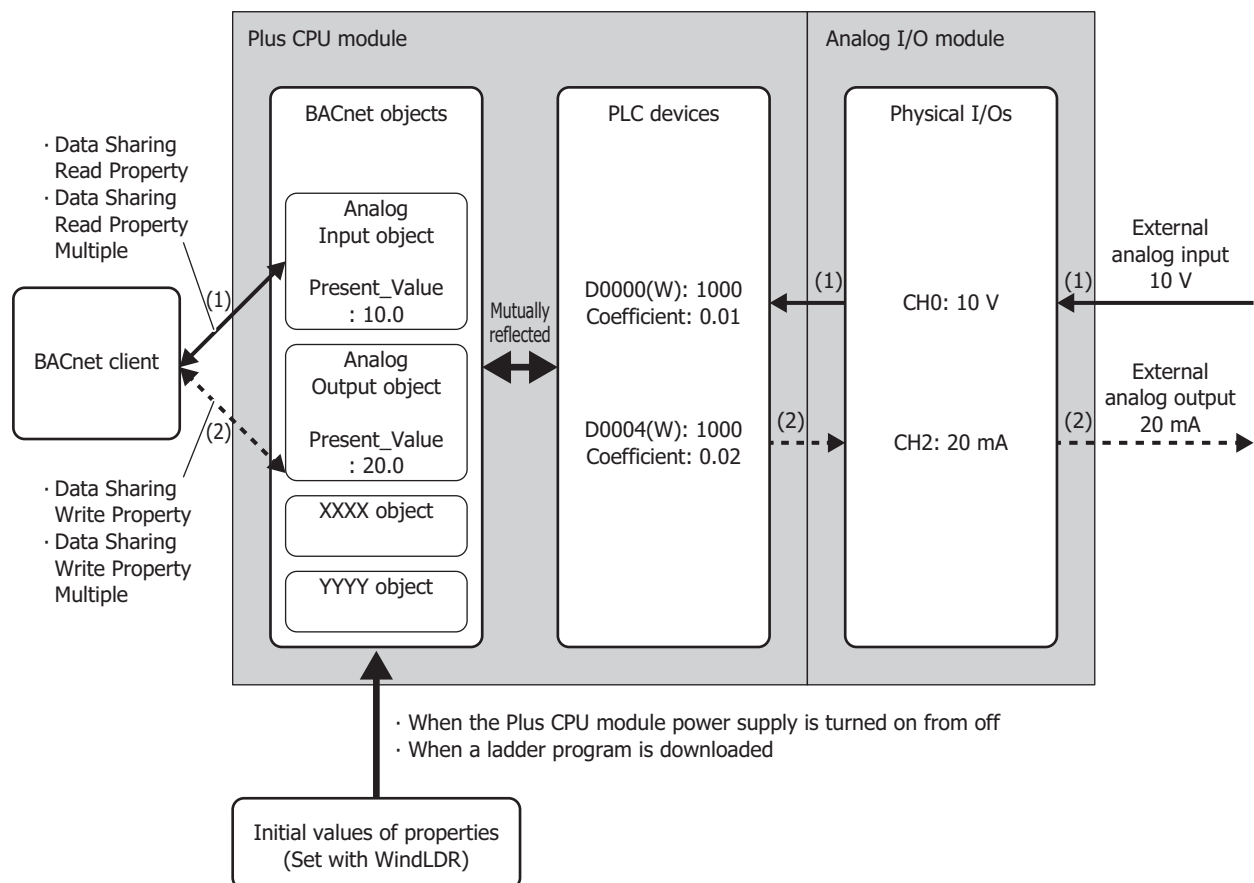 Plus CPU module
Analog I/O module
BACnet objects
PLC devices
Physical I/Os
· Data Sharing
Read Property
· Data Sharing
Read Property
Multiple
Analog
Input object
Present_Value
: 10.0
(1)
BACnet client
Mutually
reflected
D0000(W): 1000
Coefficient: 0.01
(1)
CH0: 10 V
(1)
External
analog input
10 V
Analog
Output object
Present_Value
: 20.0
(2)
D0004(W): 1000
Coefficient: 0.02
(2)
CH2: 20 mA
(2)
External
analog output
20 mA
· Data Sharing
Write Property
· Data Sharing
Write Property
Multiple
XXXX object
YYYY object
· When the Plus CPU module power supply is turned on from off
· When a ladder program is downloaded
Initial values of properties
(Set with WindLDR)